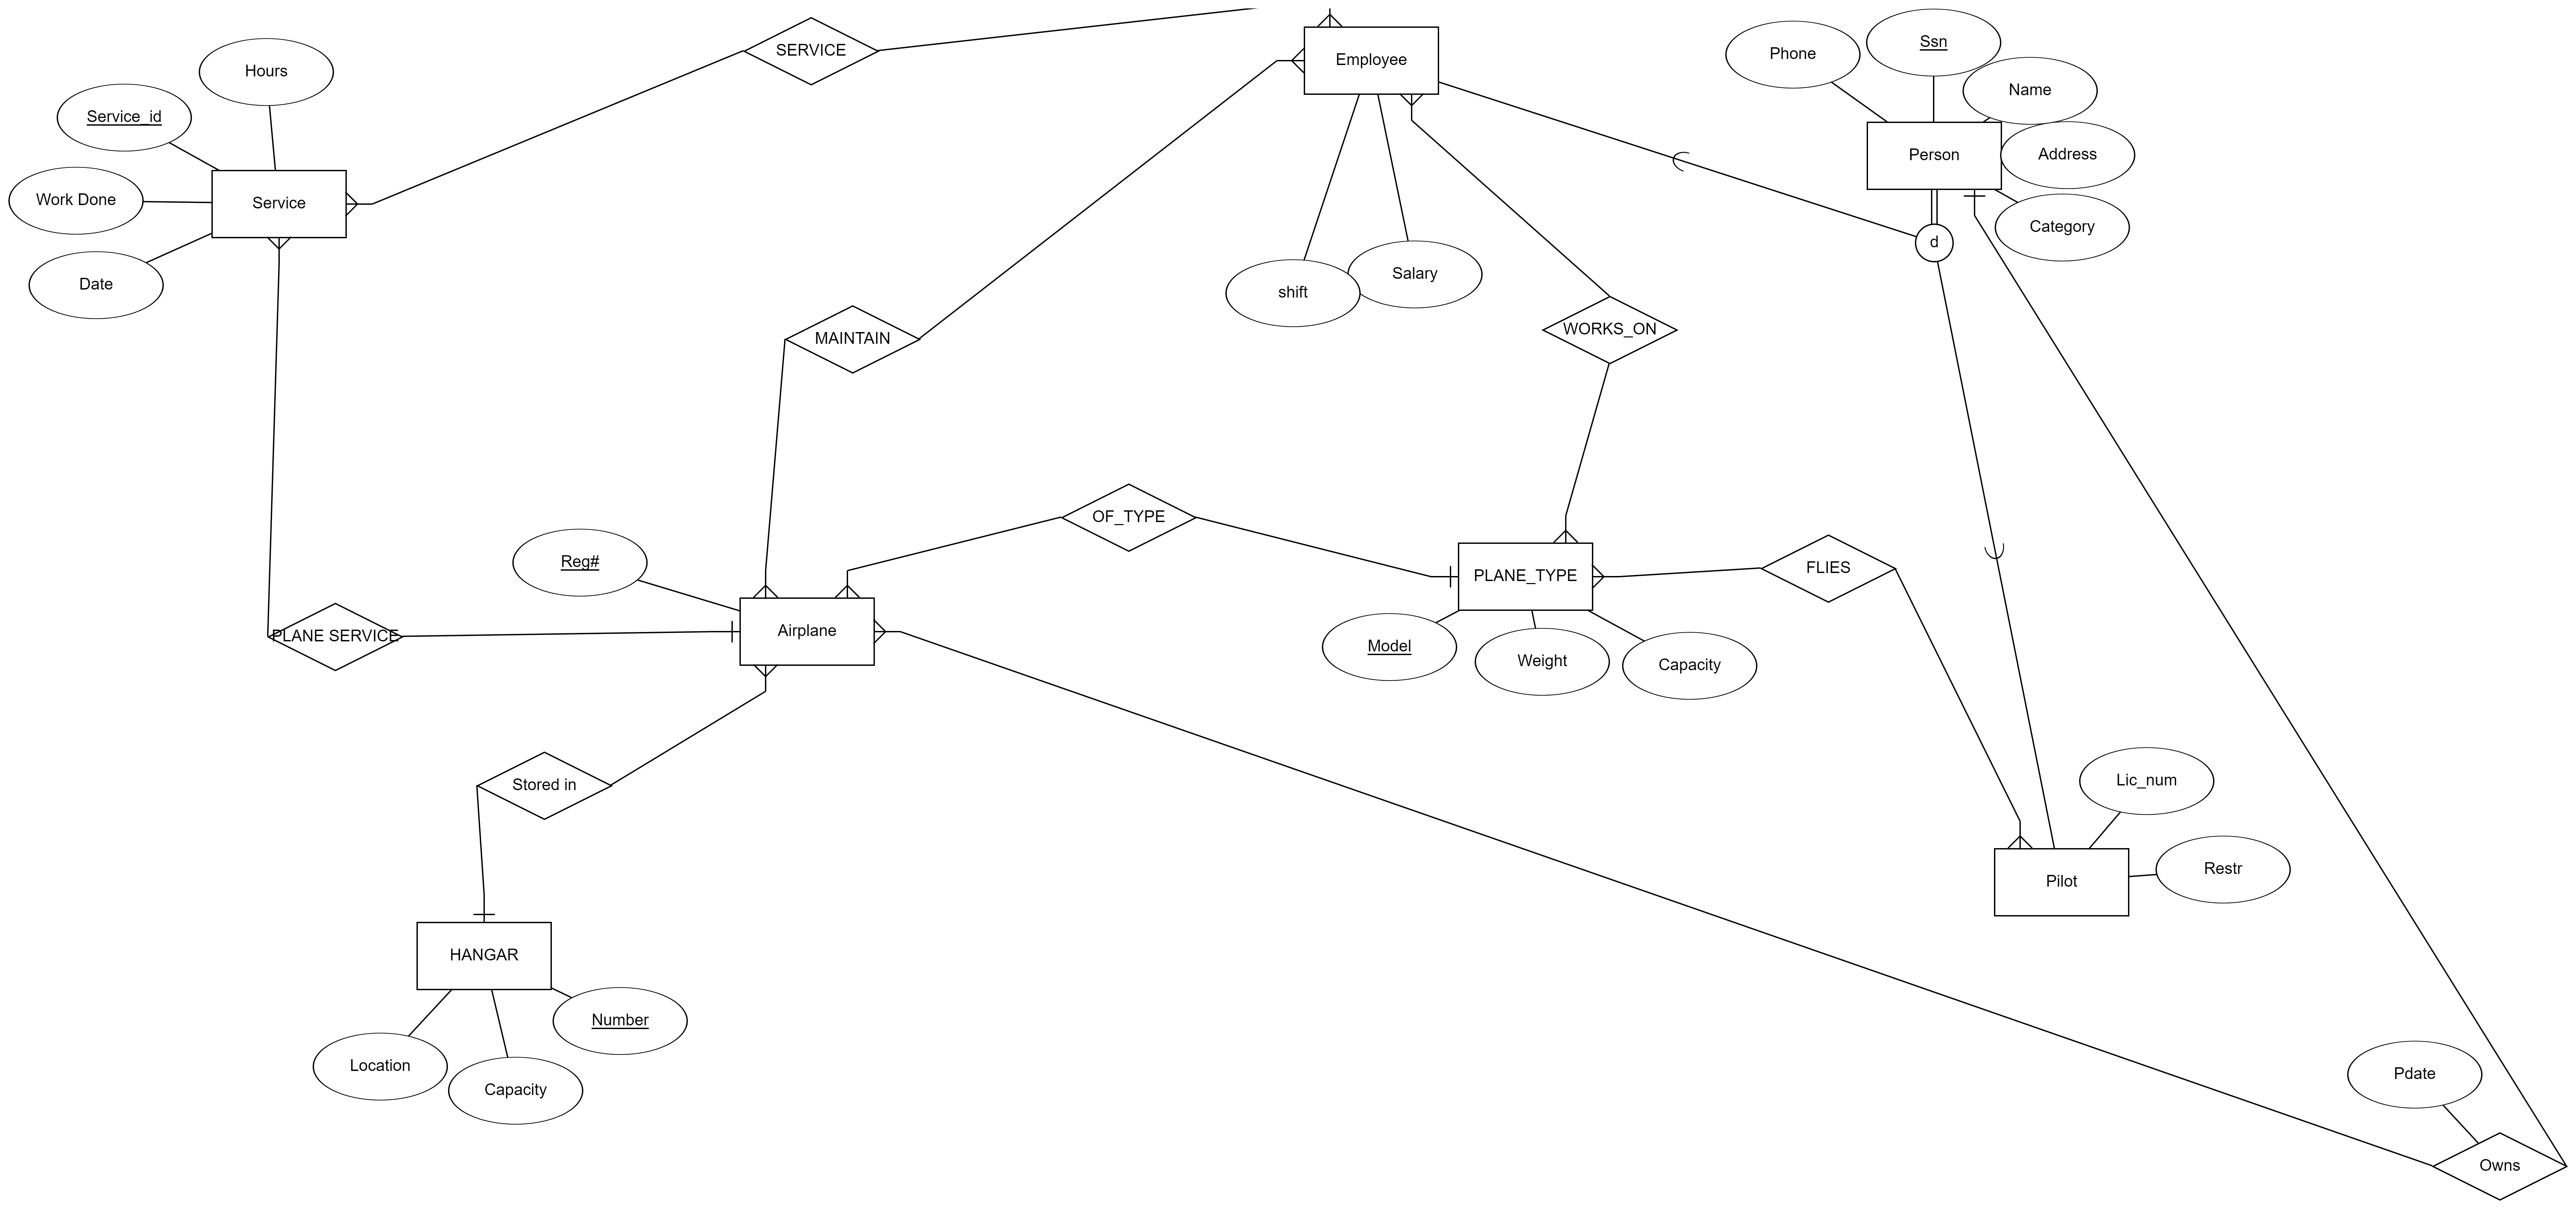 SERVICE
Employee
Phone
Ssn
Name
Hours
Service_id
Person
Address
Work Done
Service
Category
d
Date
shift
Salary
MAINTAIN
WORKS_ON
OF_TYPE
Reg#
PLANE_TYPE
FLIES
PLANE SERVICE
Airplane
Model
Weight
Capacity
Stored in
Lic_num
Restr
Pilot
HANGAR
Number
Location
Capacity
Pdate
Owns